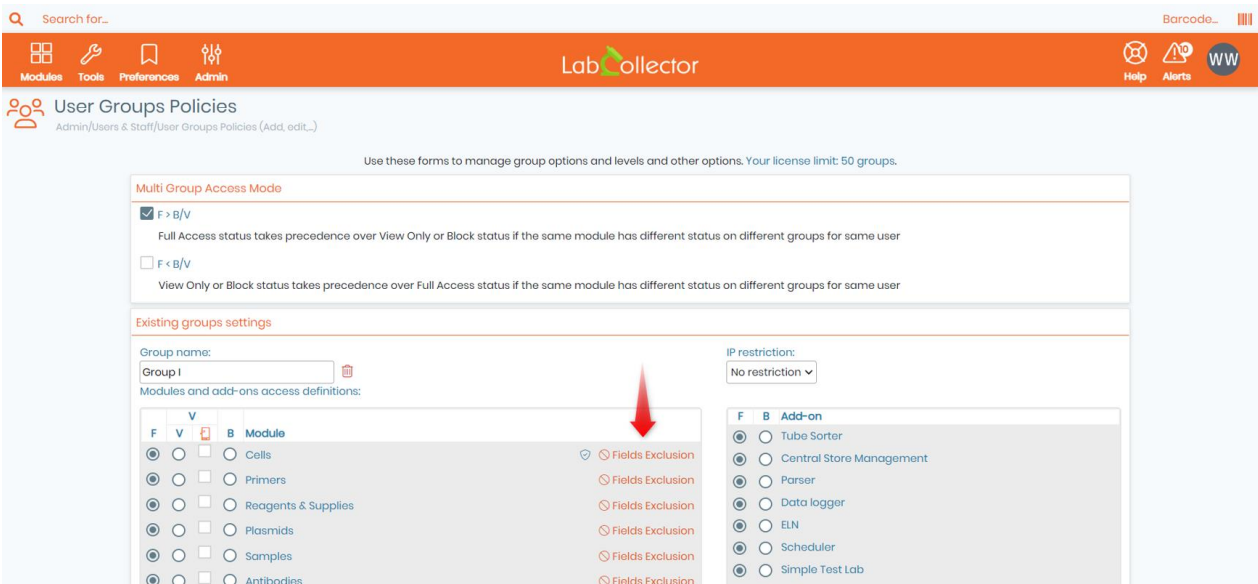 Search for...
Barcode...
Modules Tools Preferences Admin
LabCollector
Help Alerts
10
WW
User Groups Policies
Admin/Users & Staff/User Groups Policies (Add, edit,...)
Use these forms to manage group options and levels and other options. Your license limit: 50 groups.
Multi Group Access Mode
F > B/V
Full Access status takes precedence over View Only or Block status if the same module has different status on different groups for same user
F < B/V
View Only or Block status takes precedence over Full Access status if the same module has different status on different groups for same user
Existing groups settings
Group name:
Group I
Modules and add-ons access definitions:
IP restriction:
No restriction
V
F V B Module
Cells Fields Exclusion
Primers Fields Exclusion
Reagents & Supplies Fields Exclusion
Plasmids Fields Exclusion
Samples Fields Exclusion
Antibodies Fields Exclusion
F B Add-on
Tube Sorter
Central Store Management
Parser
Data logger
ELN
Scheduler
Simple Test Lab